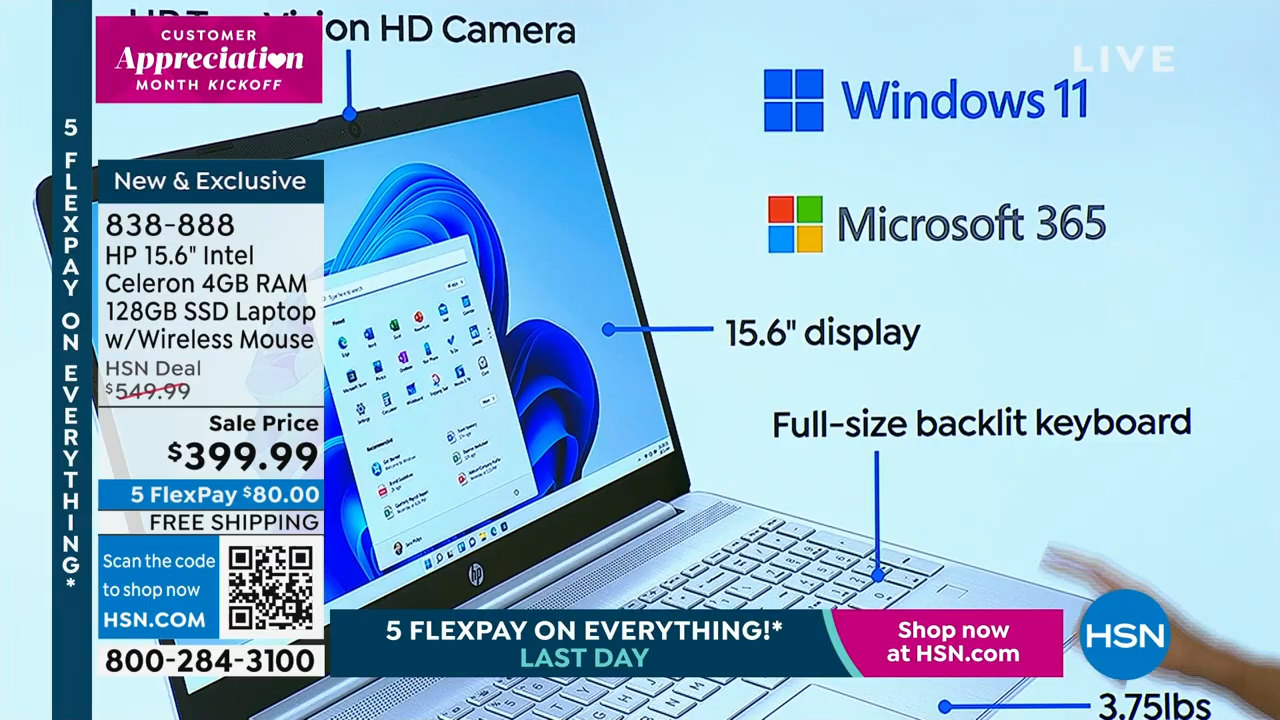 HP True Vision HD Camera
CUSTOMER
Appreciation
MONTH KICKOFF
LIVE
Windows 11
Microsoft 365
15.6" display
Full-size backlit keyboard
3.75lbs
5 FLEXPAY ON EVERYTHING*
New & Exclusive
838-888
HP 15.6" Intel
Celeron 4GB RAM
128GB SSD Laptop
w/Wireless Mouse
HSN Deal
$549.99
Sale Price
$399.99
5 FlexPay $80.00
FREE SHIPPING
Scan the code
to shop now
HSN.COM
800-284-3100
hp
5 FLEXPAY ON EVERYTHING!*
LAST DAY
Shop now
at HSN.com
HSN